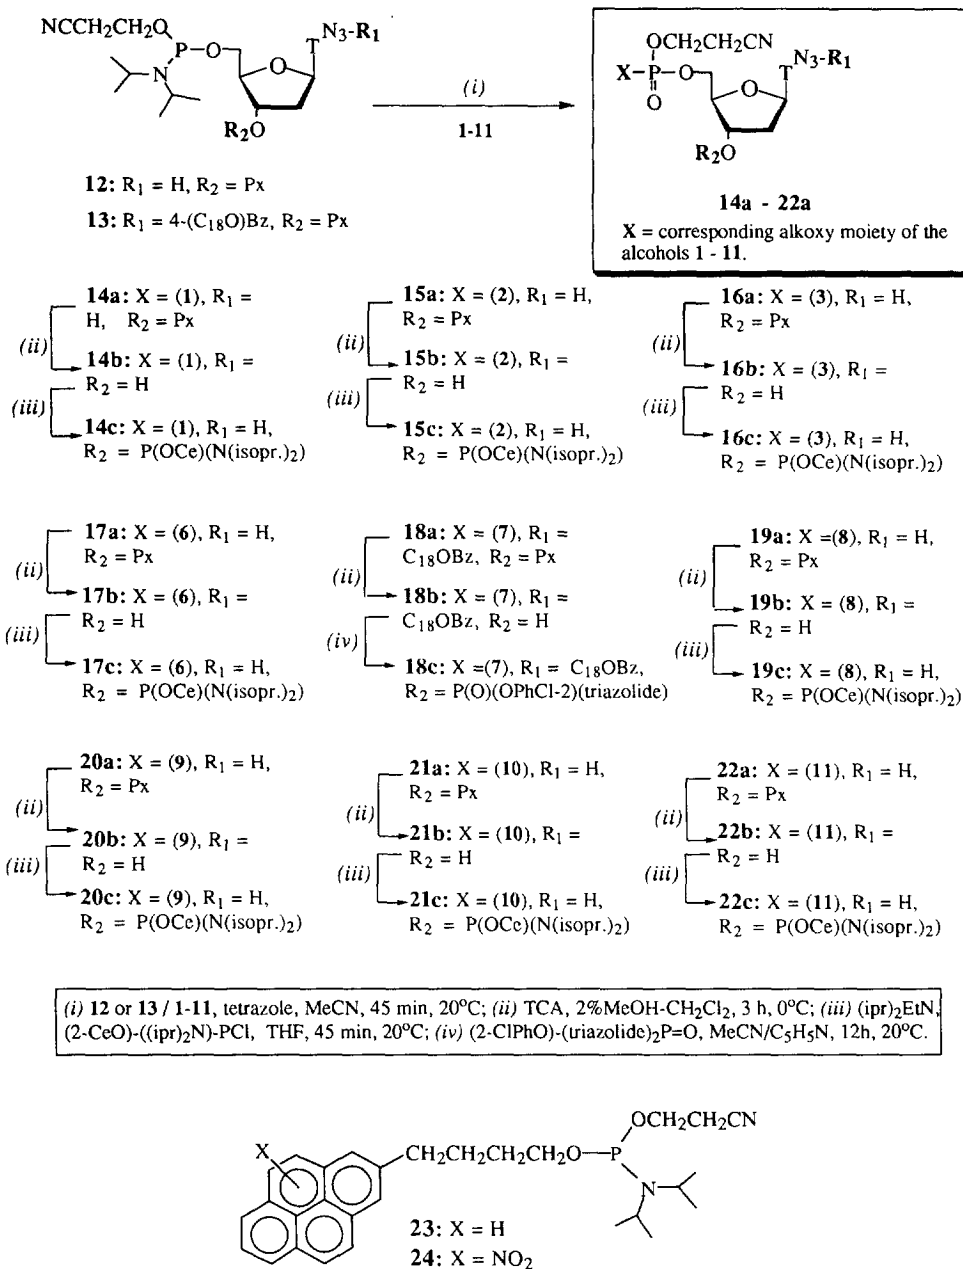 NCCH2CH2O
P
O
N
O
T
N3-R1
R2O
12: R1 = H, R2 = Px
13: R1 = 4-(C18O)Bz, R2 = Px
(i)
1-11
OCH2CH2CN
X
P
O
O
O
T
N3-R1
R2O
14a - 22a
X = corresponding alkoxy moiety of the
alcohols 1 - 11.
14a: X = (1), R1 =
H, R2 = Px
(ii)
14b: X = (1), R1 =
R2 = H
(iii)
14c: X = (1), R1 = H,
R2 = P(OCe)(N(isopr.)2)
15a: X = (2), R1 = H,
R2 = Px
(ii)
15b: X = (2), R1 =
R2 = H
(iii)
15c: X = (2), R1 = H,
R2 = P(OCe)(N(isopr.)2)
16a: X = (3), R1 = H,
R2 = Px
(ii)
16b: X = (3), R1 =
R2 = H
(iii)
16c: X = (3), R1 = H,
R2 = P(OCe)(N(isopr.)2)
17a: X = (6), R1 = H,
R2 = Px
(ii)
17b: X = (6), R1 =
R2 = H
(iii)
17c: X = (6), R1 = H,
R2 = P(OCe)(N(isopr.)2)
18a: X = (7), R1 =
C18OBz, R2 = Px
(ii)
18b: X = (7), R1 =
C18OBz, R2 = H
(iv)
18c: X =(7), R1 = C18OBz,
R2 = P(O)(OPhCl-2)(triazolide)
19a: X =(8), R1 = H,
R2 = Px
(ii)
19b: X = (8), R1 =
R2 = H
(iii)
19c: X = (8), R1 = H,
R2 = P(OCe)(N(isopr.)2)
20a: X = (9), R1 = H,
R2 = Px
(ii)
20b: X = (9), R1 =
R2 = H
(iii)
20c: X = (9), R1 = H,
R2 = P(OCe)(N(isopr.)2)
21a: X = (10), R1 = H,
R2 = Px
(ii)
21b: X = (10), R1 =
R2 = H
(iii)
21c: X = (10), R1 = H,
R2 = P(OCe)(N(isopr.)2)
22a: X = (11), R1 = H,
R2 = Px
(ii)
22b: X = (11), R1 =
R2 = H
(iii)
22c: X = (11), R1 = H,
R2 = P(OCe)(N(isopr.)2)
(i) 12 or 13 / 1-11, tetrazole, MeCN, 45 min, 20°C; (ii) TCA, 2%MeOH-CH2Cl2, 3 h, 0°C; (iii) (ipr)2EtN,
(2-CeO)-((ipr)2N)-PCl, THF, 45 min, 20°C; (iv) (2-ClPhO)-(triazolide)2P=O, MeCN/C5H5N, 12h, 20°C.
X
CH2CH2CH2CH2O
P
OCH2CH2CN
N
23: X = H
24: X = NO2